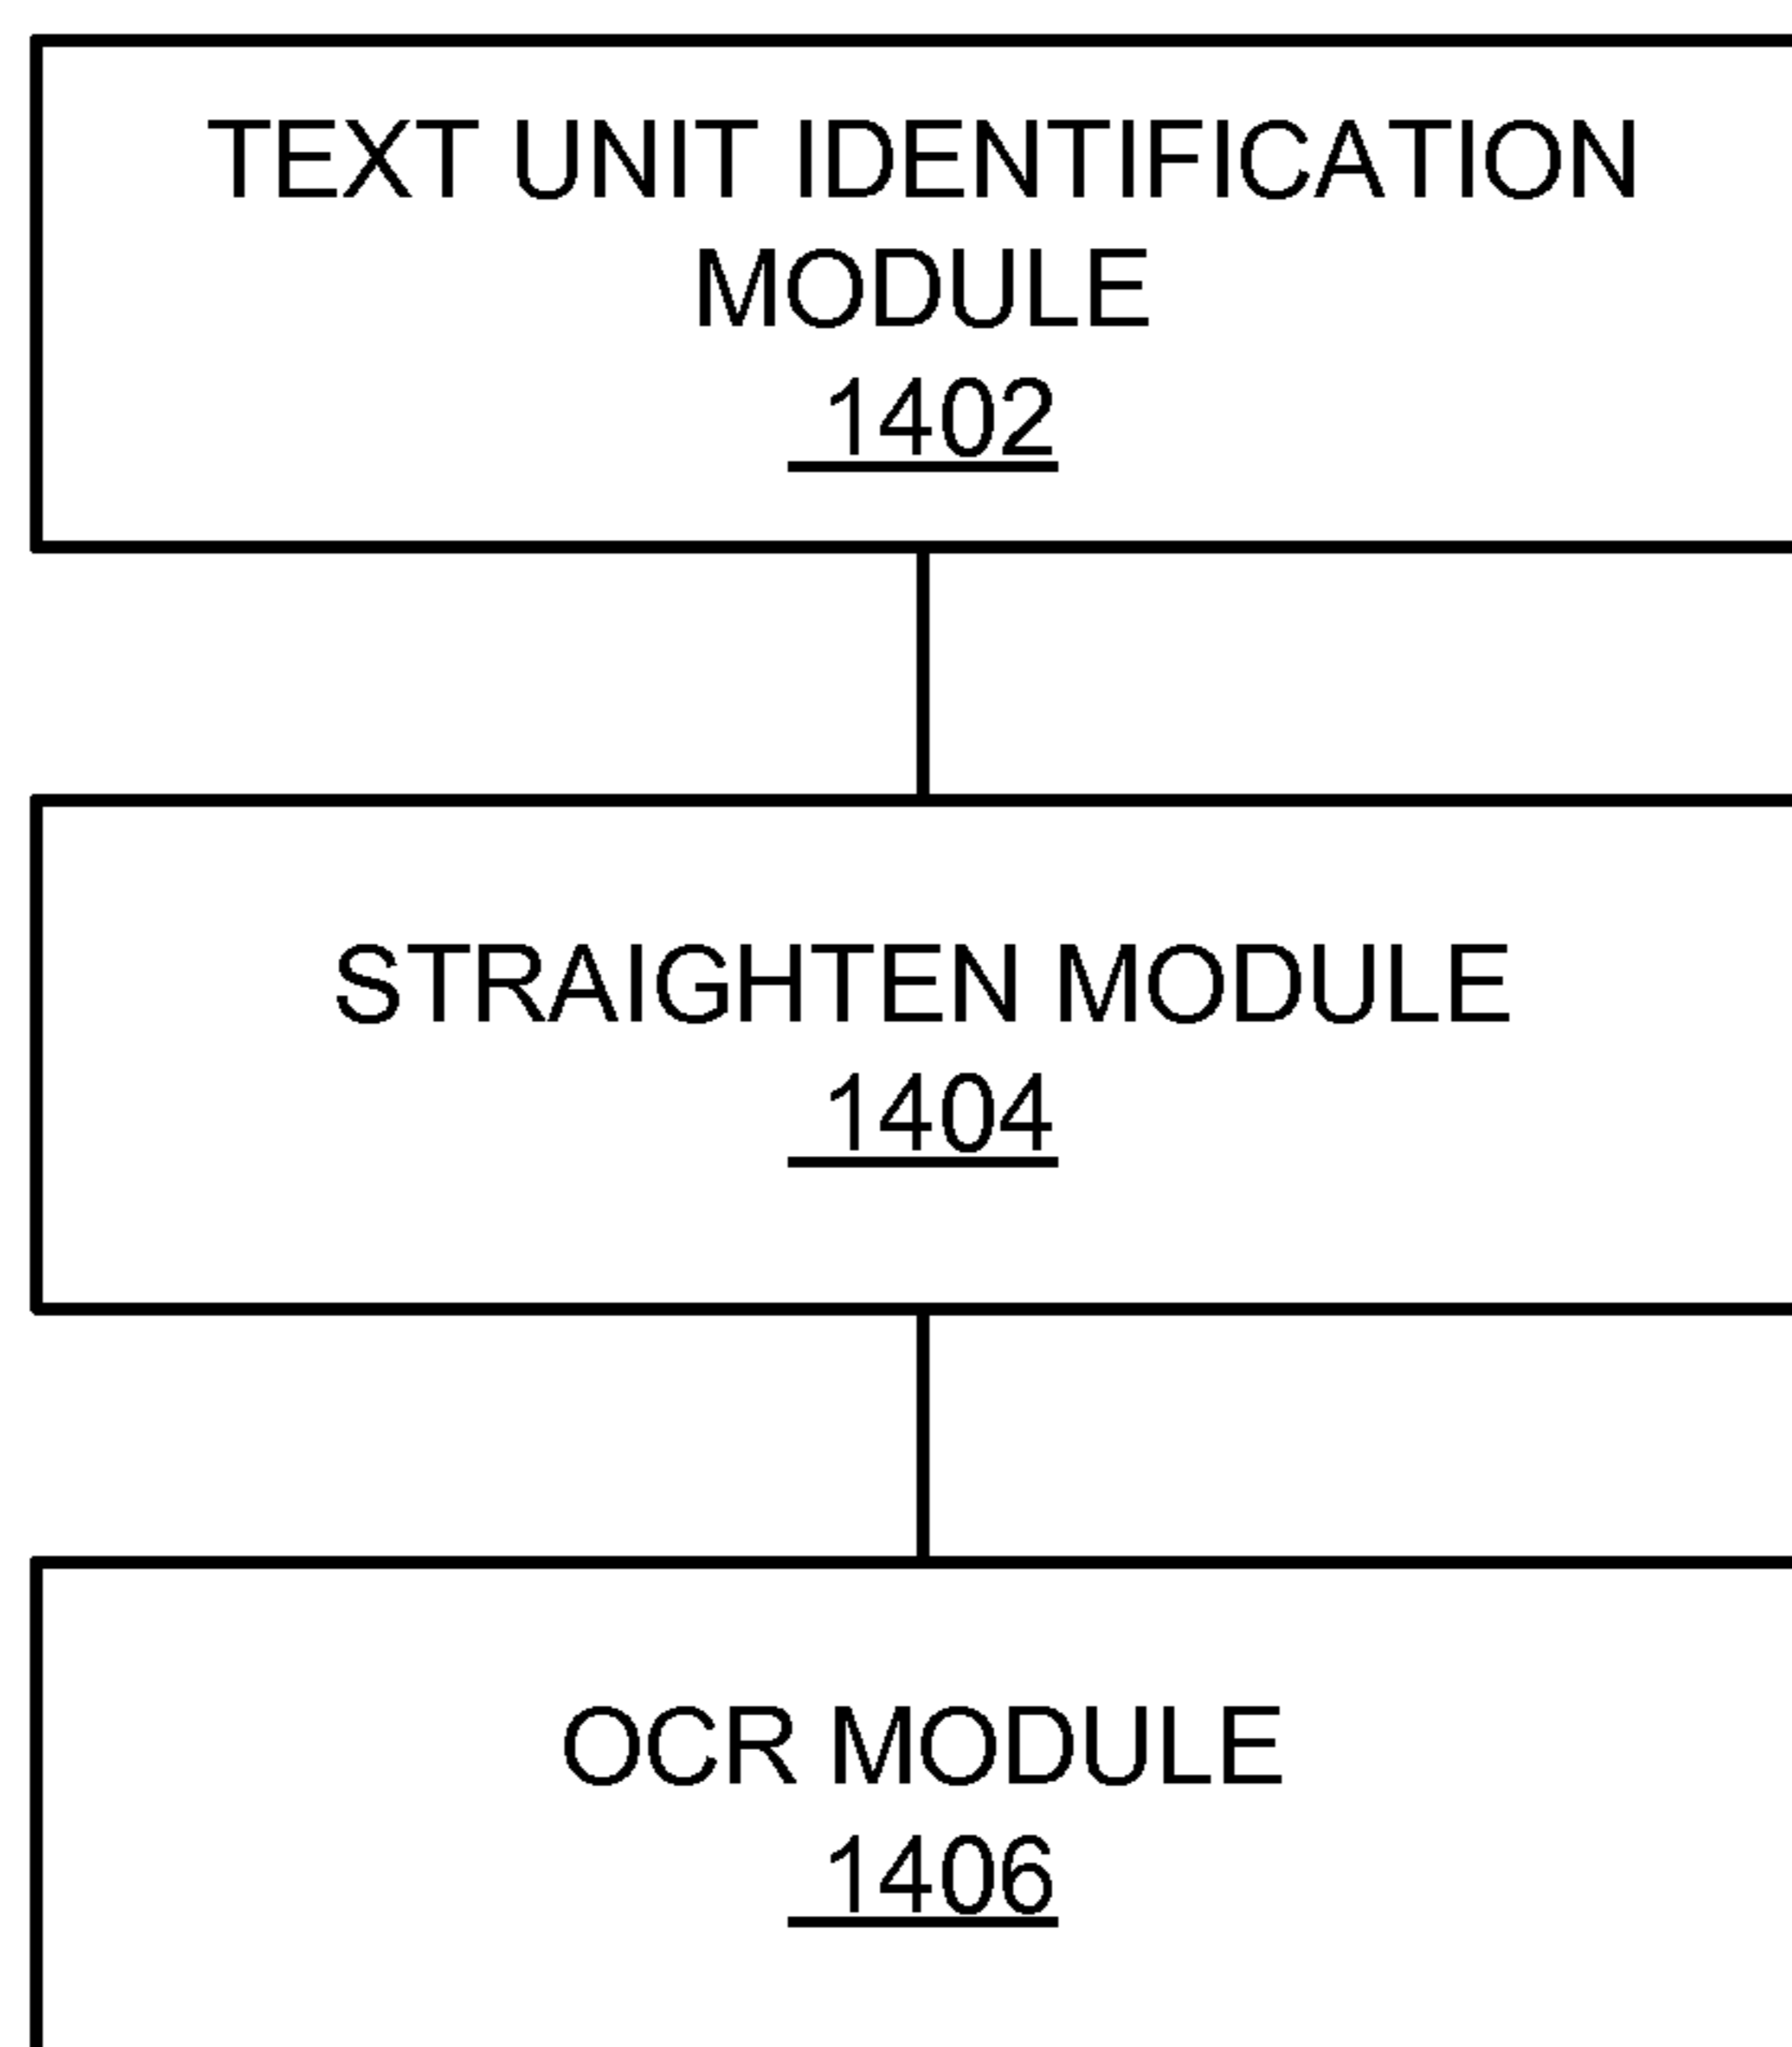 TEXT UNIT IDENTIFICATION
MODULE
1402
STRAIGHTEN MODULE
1404
OCR MODULE
1406